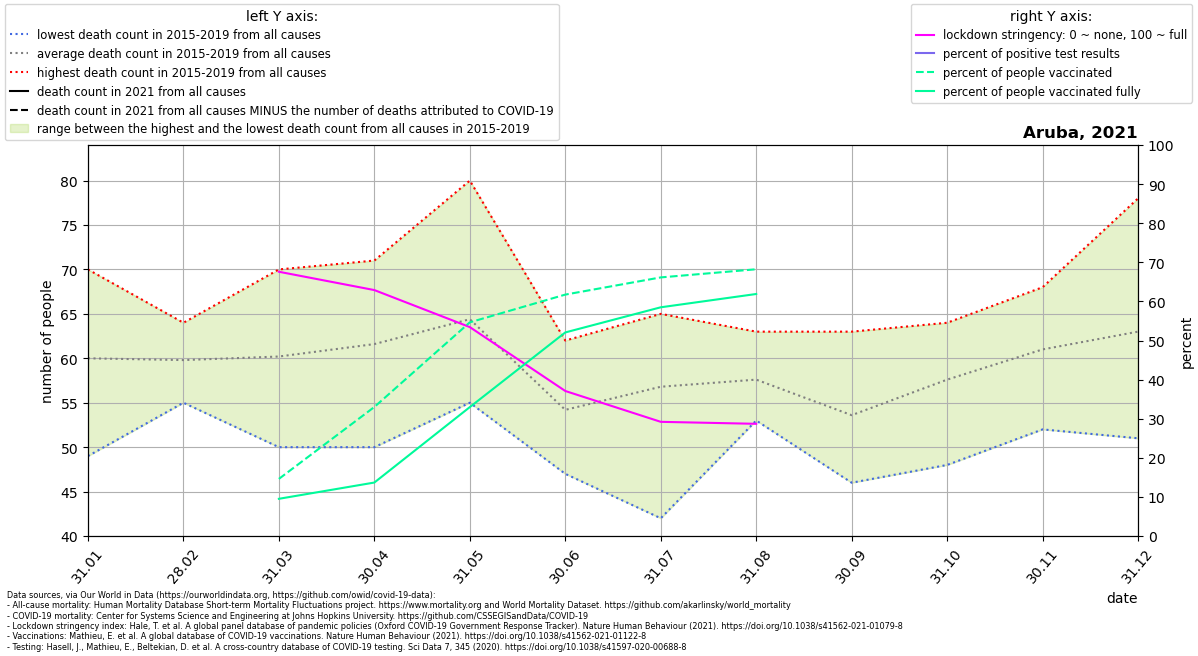 left Y axis:
lowest death count in 2015-2019 from all causes
average death count in 2015-2019 from all causes
highest death count in 2015-2019 from all causes
death count in 2021 from all causes
death count in 2021 from all causes MINUS the number of deaths attributed to COVID-19
range between the highest and the lowest death count from all causes in 2015-2019
right Y axis:
lockdown stringency: 0 ~ none, 100 ~ full
percent of positive test results
percent of people vaccinated
percent of people vaccinated fully
Aruba, 2021
number of people
80
75
70
65
60
55
50
45
40
100
90
80
70
60
50
40
30
20
10
0
percent
31.01
28.02
31.03
30.04
31.05
30.06
31.07
31.08
30.09
31.10
30.11
31.12
date
Data sources, via Our World in Data (https://ourworldindata.org, https://github.com/owid/covid-19-data):
- All-cause mortality: Human Mortality Database Short-term Mortality Fluctuations project. https://www.mortality.org and World Mortality Dataset. https://github.com/akarlinsky/world_mortality
- COVID-19 mortality: Center for Systems Science and Engineering at Johns Hopkins University. https://github.com/CSSEGISandData/COVID-19
- Lockdown stringency index: Hale, T. et al. A global panel database of pandemic policies (Oxford COVID-19 Government Response Tracker). Nature Human Behaviour (2021). https://doi.org/10.1038/s41562-021-01079-8
- Vaccinations: Mathieu, E. et al. A global database of COVID-19 vaccinations. Nature Human Behaviour (2021). https://doi.org/10.1038/s41562-021-01122-8
- Testing: Hasell, J., Mathieu, E., Beltekian, D. et al. A cross-country database of COVID-19 testing. Sci Data 7, 345 (2020). https://doi.org/10.1038/s41597-020-00688-8